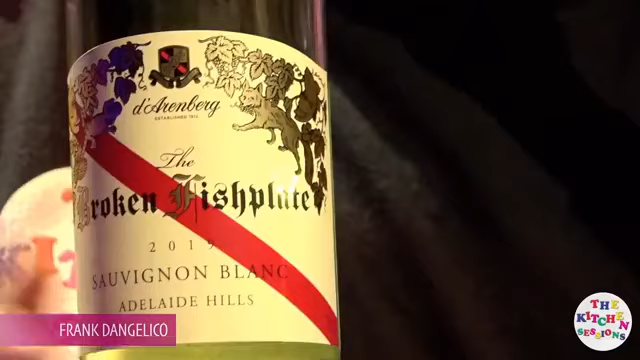 d'Arenberg
ESTABLISHED 1912
The
Broken Fishplate
2019
SAUVIGNON BLANC
ADELAIDE HILLS
FRANK DANGELICO
THE
KITCHEN
SESSIONS